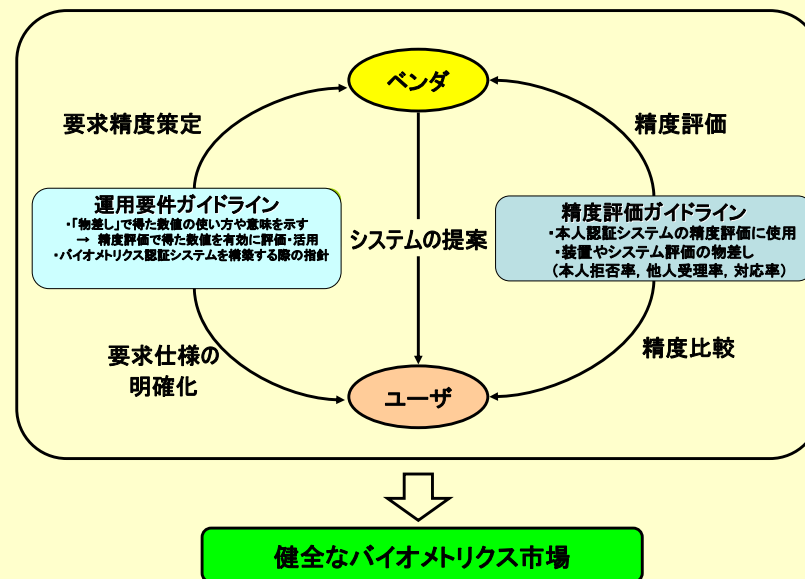 ベンダ
要求精度策定
精度評価
運用要件ガイドライン
・「物差し」で得た数値の使い方や意味を示す
→ 精度評価で得た数値を有効に評価・活用
・バイオメトリクス認証システムを構築する際の指針
システムの提案
精度評価ガイドライン
・本人認証システムの精度評価に使用
・装置やシステム評価の物差し
(本人拒否率, 他人受理率, 対応率)
要求仕様の
明確化
精度比較
ユーザ
健全なバイオメトリクス市場